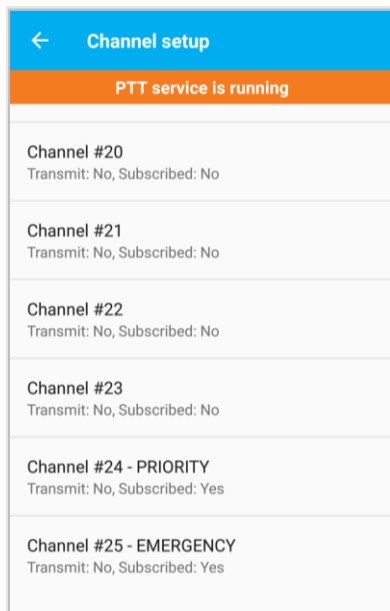 Channel setup
PTT service is running
Channel #20
Transmit: No, Subscribed: No
Channel #21
Transmit: No, Subscribed: No
Channel #22
Transmit: No, Subscribed: No
Channel #23
Transmit: No, Subscribed: No
Channel #24 - PRIORITY
Transmit: No, Subscribed: Yes
Channel #25 - EMERGENCY
Transmit: No, Subscribed: Yes